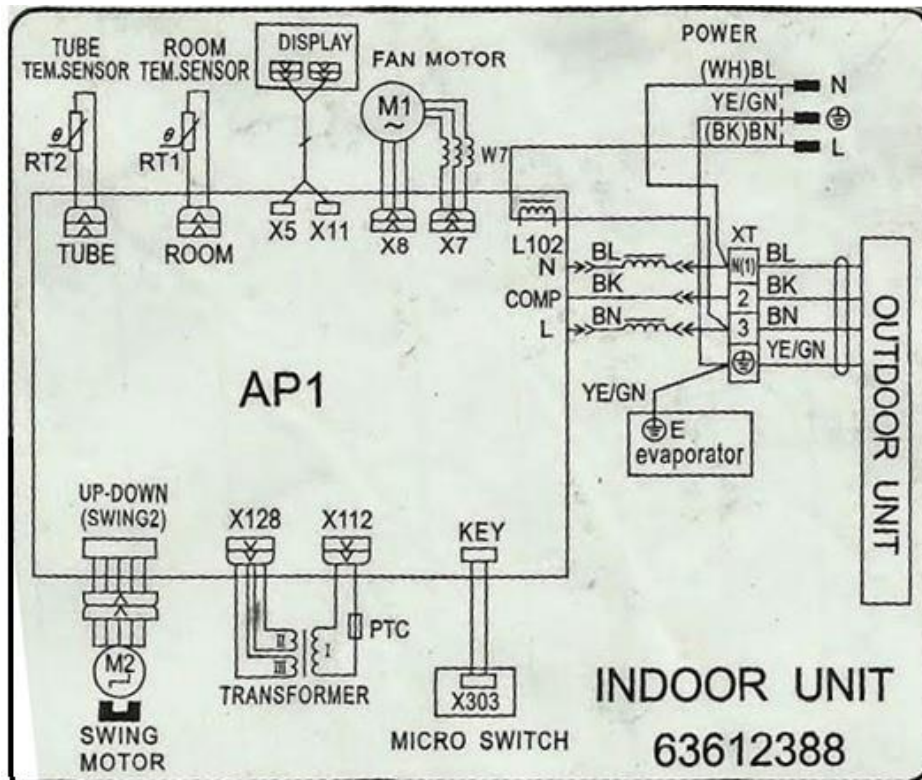 TUBE
TEM.SENSOR
ROOM
TEM.SENSOR
DISPLAY
FAN MOTOR
POWER
(WH)BL
N
YE/GN
(BK)BN
L
θ
RT2
θ
RT1
M1
~
W7
TUBE
ROOM
X5
X11
X8
X7
L102
XT
N
BL
N(1)
BL
COMP
BK
2
BK
L
BN
3
BN
YE/GN
AP1
YE/GN
E
evaporator
OUTDOOR UNIT
UP-DOWN
(SWING2)
X128
X112
KEY
M2
II
III
I
PTC
TRANSFORMER
X303
MICRO SWITCH
SWING
MOTOR
INDOOR UNIT
63612388